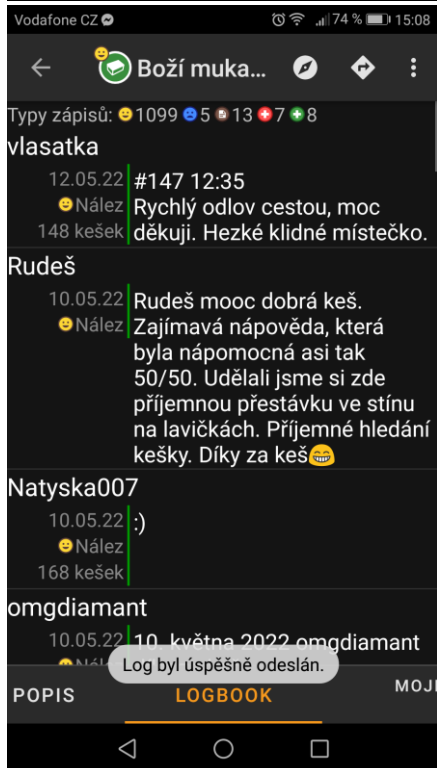 Vodafone CZ 74 % 15:08
Boží muka...
Typy zápisů: 1099 5 13 7 8
vlasatka
12.05.22 #147 12:35
Nález Rychlý odlov cestou, moc
148 kešek děkuji. Hezké klidné místečko.
Rudeš
10.05.22 Rudeš mooc dobrá keš.
Nález Zajímavá nápověda, která
byla nápomocná asi tak
50/50. Udělali jsme si zde
příjemnou přestávku ve stínu
na lavičkách. Příjemné hledání
kešky. Díky za keš😁
Natyska007
10.05.22 :)
Nález
168 kešek
omgdiamant
10.05.22 10. května 2022 omgdiamant
Log byl úspěšně odeslán.
POPIS LOGBOOK MOJE